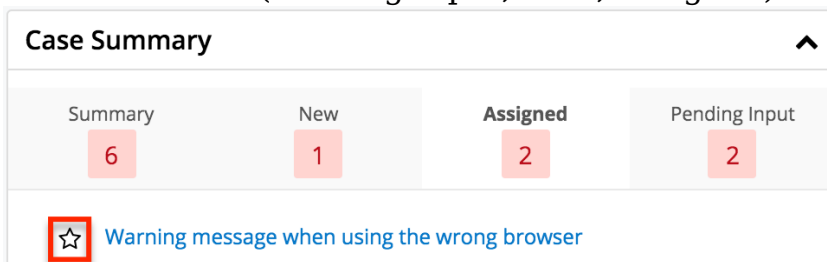 Case Summary
Summary New Assigned Pending Input
6 1 2 2
Warning message when using the wrong browser